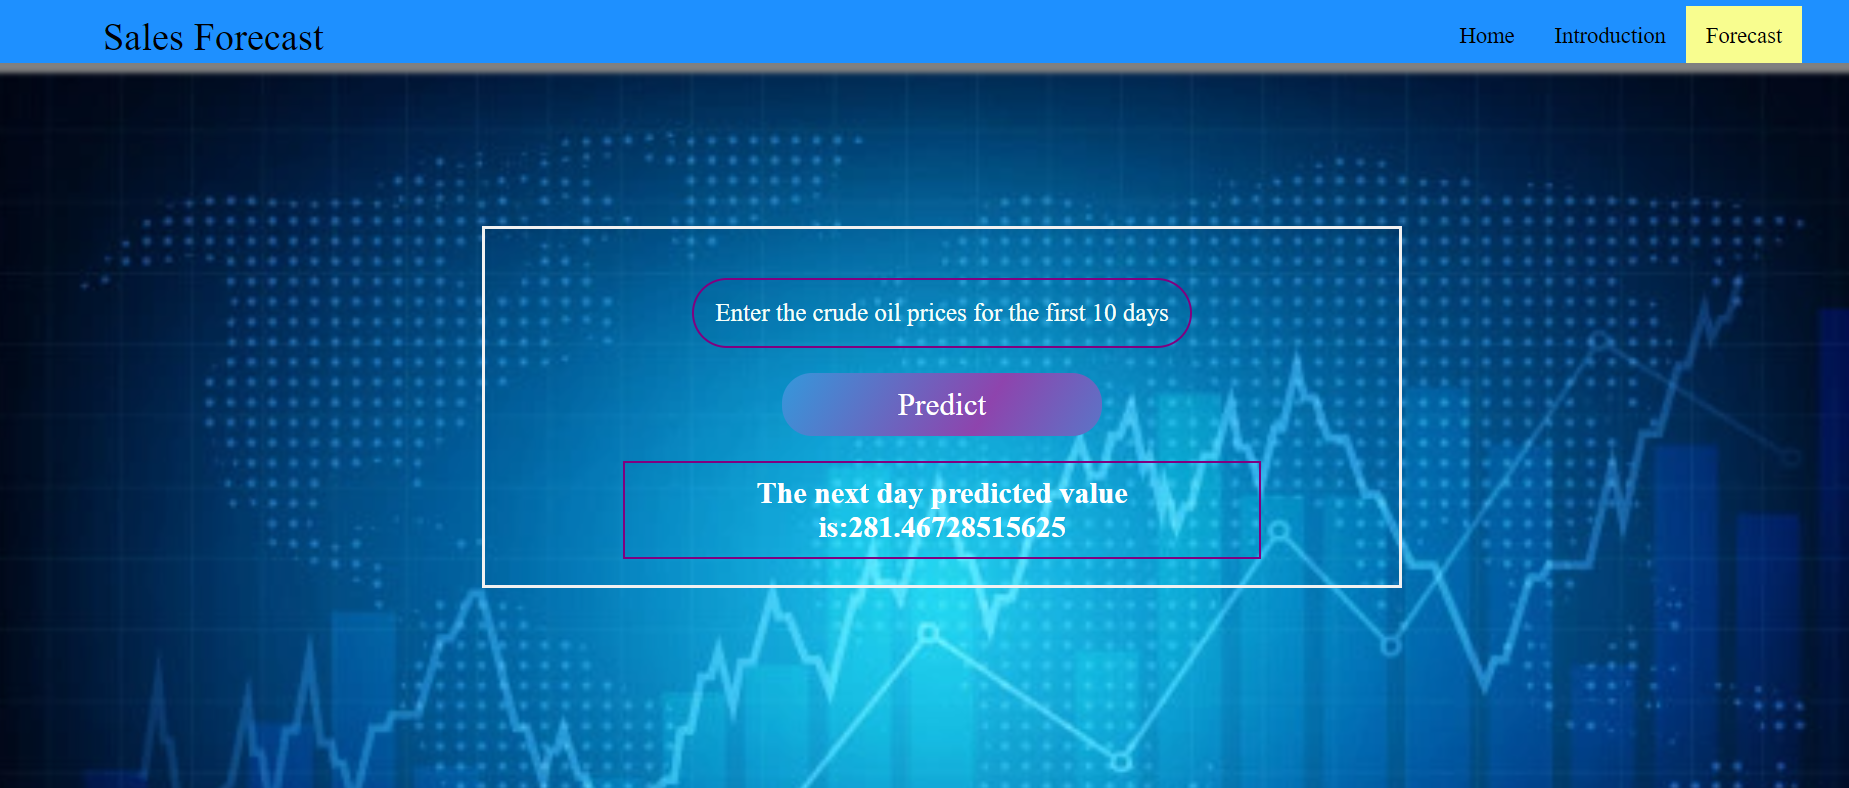 Sales Forecast
Home Introduction Forecast
Enter the crude oil prices for the first 10 days
Predict
The next day predicted value
is:281.46728515625